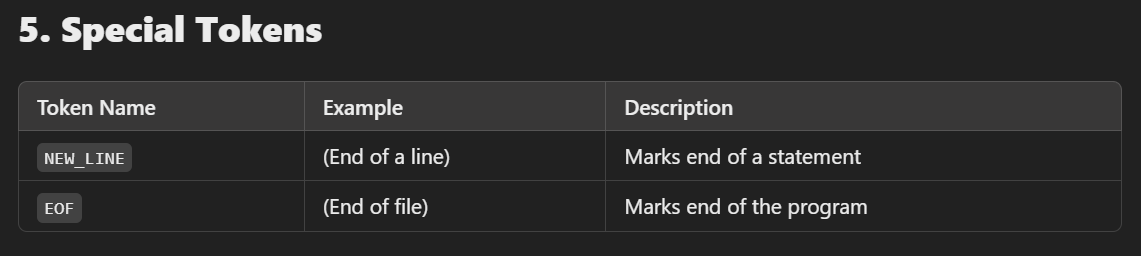 5. Special Tokens
Token Name Example Description
NEW_LINE (End of a line) Marks end of a statement
EOF (End of file) Marks end of the program